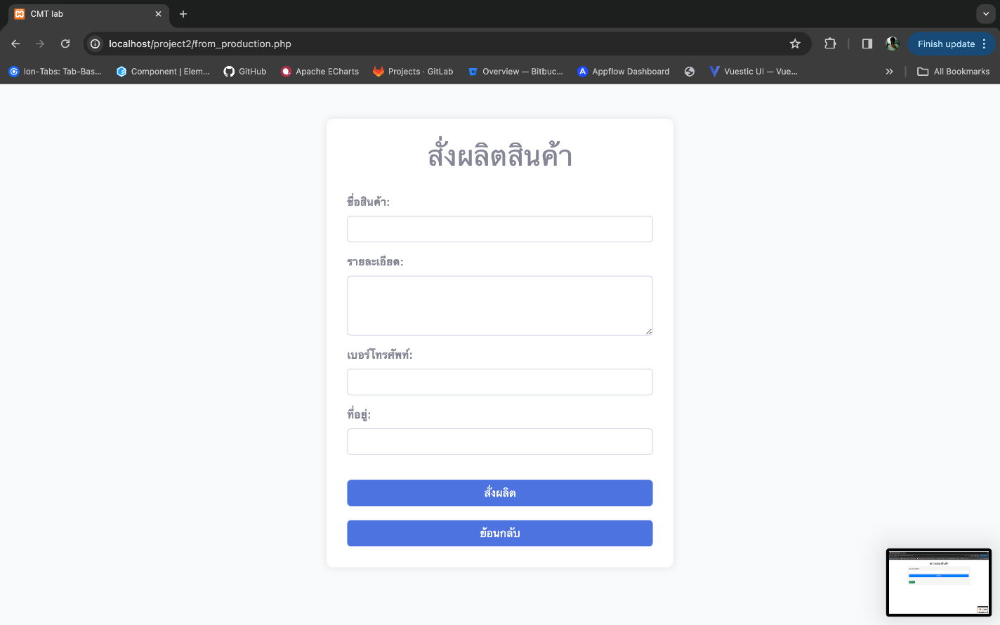 CMT lab
localhost/project2/from_production.php
Finish update
Ion-Tabs: Tab-Bas...
Component | Elem...
GitHub
Apache ECharts
Projects · GitLab
Overview — Bitbuc...
Appflow Dashboard
Vuestic UI — Vue...
All Bookmarks
สั่งผลิตสินค้า
ชื่อสินค้า:
รายละเอียด:
เบอร์โทรศัพท์:
ที่อยู่:
สั่งผลิต
ย้อนกลับ